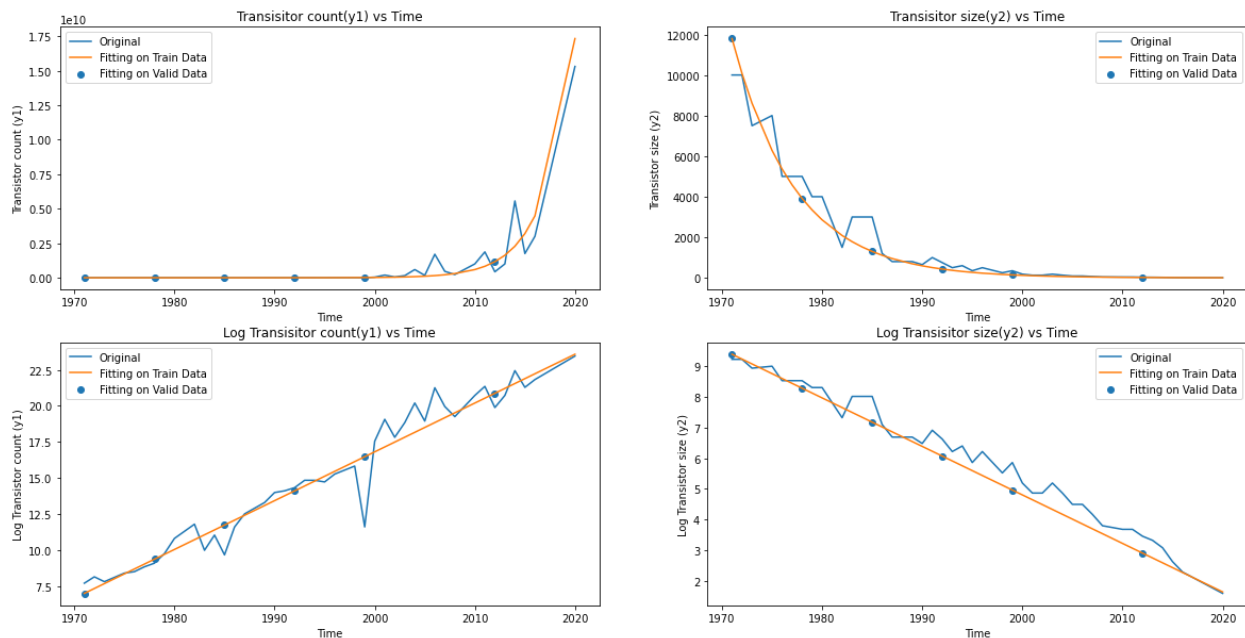 Transisitor count(y1) vs Time
1e10
Transistor count (y1)
1.75
1.50
1.25
1.00
0.75
0.50
0.25
0.00
Original
Fitting on Train Data
Fitting on Valid Data
1970 1980 1990 2000 2010 2020
Time
Transisitor size(y2) vs Time
Transistor size (y2)
12000
10000
8000
6000
4000
2000
0
Original
Fitting on Train Data
Fitting on Valid Data
1970 1980 1990 2000 2010 2020
Time
Log Transisitor count(y1) vs Time
Log Transistor count (y1)
22.5
20.0
17.5
15.0
12.5
10.0
7.5
Original
Fitting on Train Data
Fitting on Valid Data
1970 1980 1990 2000 2010 2020
Time
Log Transisitor size(y2) vs Time
Log Transistor size (y2)
9
8
7
6
5
4
3
2
Original
Fitting on Train Data
Fitting on Valid Data
1970 1980 1990 2000 2010 2020
Time